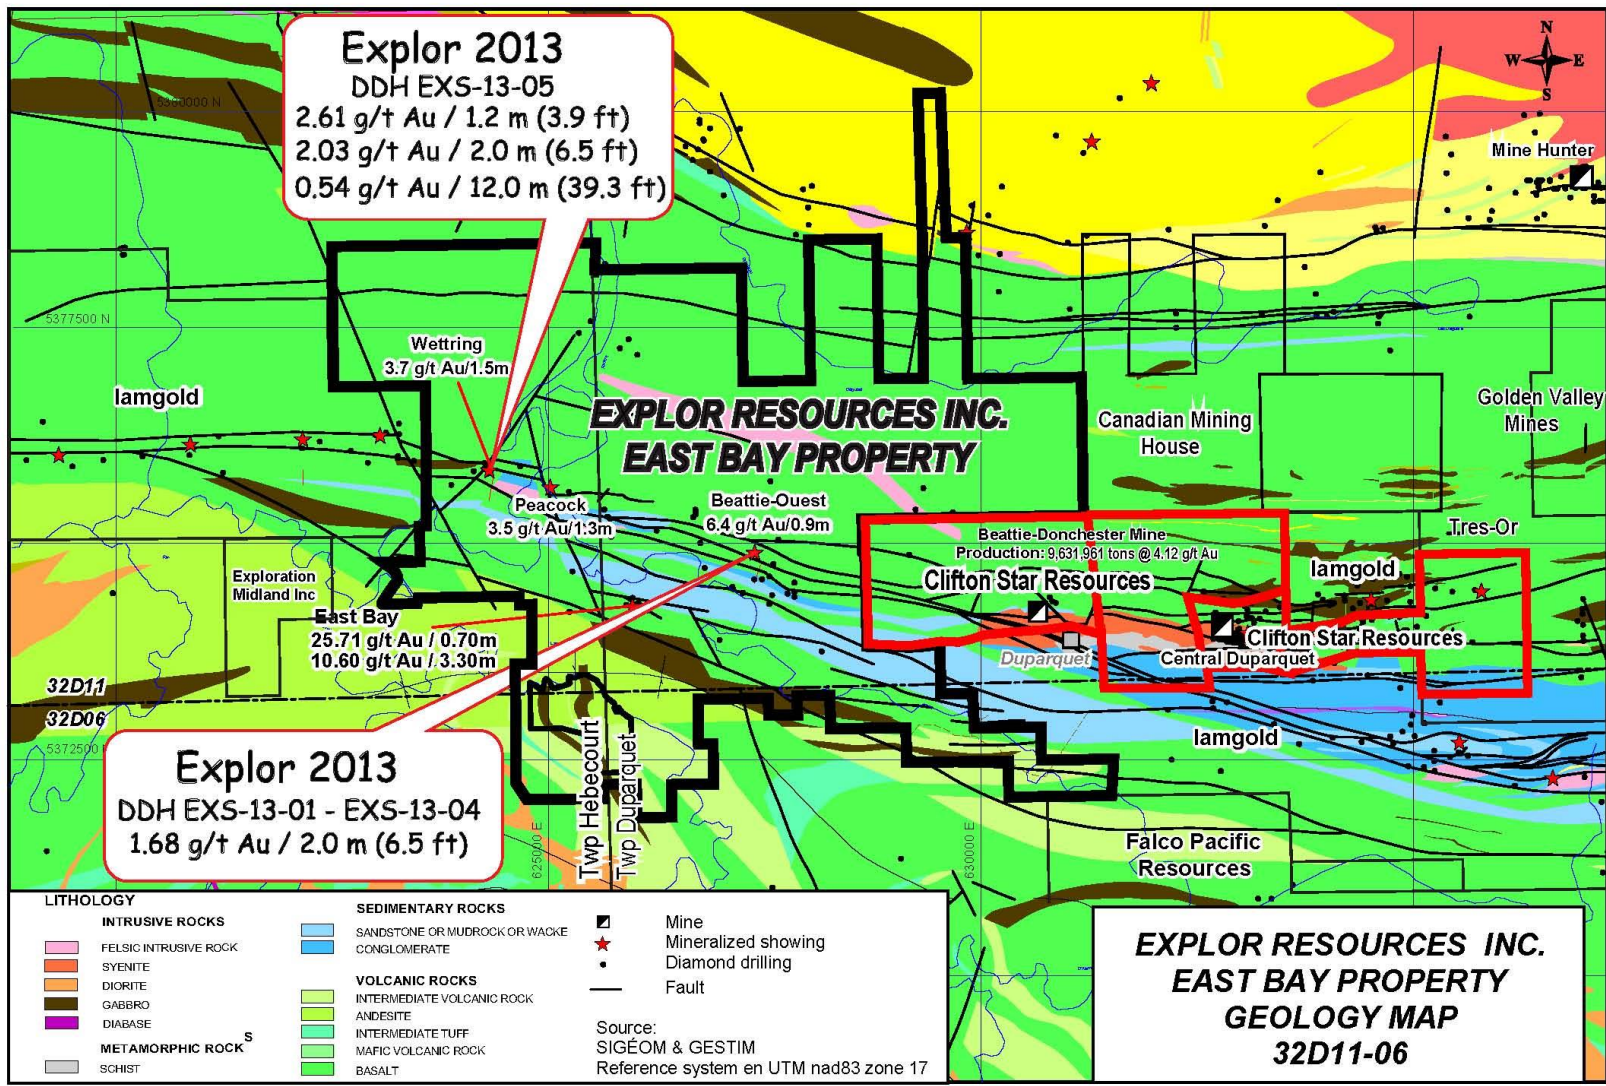 Explor 2013
DDH EXS-13-05
2.61 g/t Au / 1.2 m (3.9 ft)
2.03 g/t Au / 2.0 m (6.5 ft)
0.54 g/t Au / 12.0 m (39.3 ft)
N
W E
S
5380000 N
Mine Hunter
5377500 N
Wettring
3.7 g/t Au/1.5m
Iamgold
EXPLOR RESOURCES INC.
EAST BAY PROPERTY
Canadian Mining
House
Golden Valley
Mines
Peacock
3.5 g/t Au/1.3m
Beattie-Ouest
6.4 g/t Au/0.9m
Beattie-Donchester Mine
Production: 9,631,961 tons @ 4.12 g/t Au
Clifton Star Resources
Tres-Or
Iamgold
Exploration
Midland Inc
East Bay
25.71 g/t Au / 0.70m
10.60 g/t Au / 3.30m
Clifton Star Resources
Duparquet
Central Duparquet
32D11
32D06
Iamgold
5372500
Explor 2013
DDH EXS-13-01 - EXS-13-04
1.68 g/t Au / 2.0 m (6.5 ft)
625000 E
Twp Hebecourt
Twp Duparquet
630000 E
Falco Pacific
Resources
LITHOLOGY
INTRUSIVE ROCKS
FELSIC INTRUSIVE ROCK
SYENITE
DIORITE
GABBRO
DIABASE
METAMORPHIC ROCK S
SCHIST
SEDIMENTARY ROCKS
SANDSTONE OR MUDROCK OR WACKE
CONGLOMERATE
VOLCANIC ROCKS
INTERMEDIATE VOLCANIC ROCK
ANDESITE
INTERMEDIATE TUFF
MAFIC VOLCANIC ROCK
BASALT
Mine
Mineralized showing
Diamond drilling
Fault
Source:
SIGÉOM & GESTIM
Reference system en UTM nad83 zone 17
EXPLOR RESOURCES INC.
EAST BAY PROPERTY
GEOLOGY MAP
32D11-06